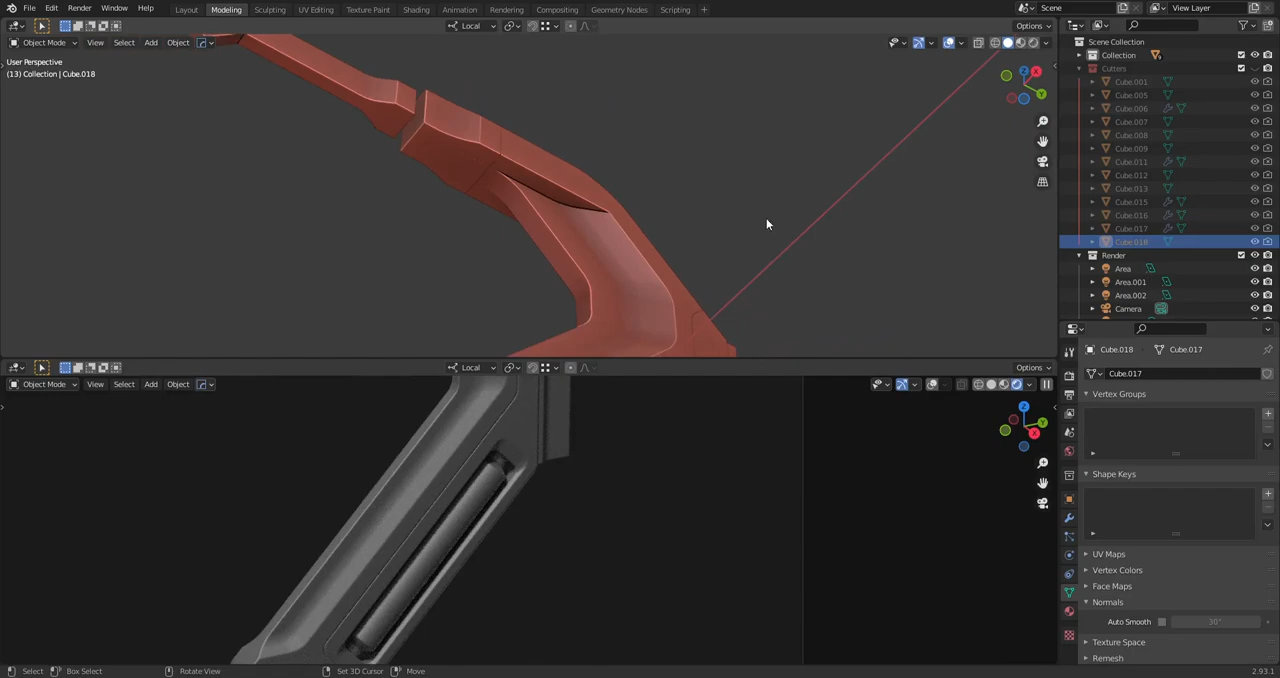 File Edit Render Window Help Layout Modeling Sculpting UV Editing Texture Paint Shading Animation Rendering Compositing Geometry Nodes Scripting + Scene View Layer
Local Options
Object Mode View Select Add Object
User Perspective
(13) Collection | Cube.018
Z X Y
Scene Collection
Collection
Cutters
Cube.001
Cube.005
Cube.006
Cube.007
Cube.008
Cube.009
Cube.011
Cube.012
Cube.013
Cube.015
Cube.016
Cube.017
Cube.018
Render
Area
Area.001
Area.002
Camera
Local Options
Object Mode View Select Add Object
Z Y X
Cube.018 Cube.017
Cube.017
Vertex Groups
Shape Keys
UV Maps
Vertex Colors
Face Maps
Normals
Auto Smooth 30°
Texture Space
Remesh
Select Box Select Rotate View Set 3D Cursor Move 2.93.1